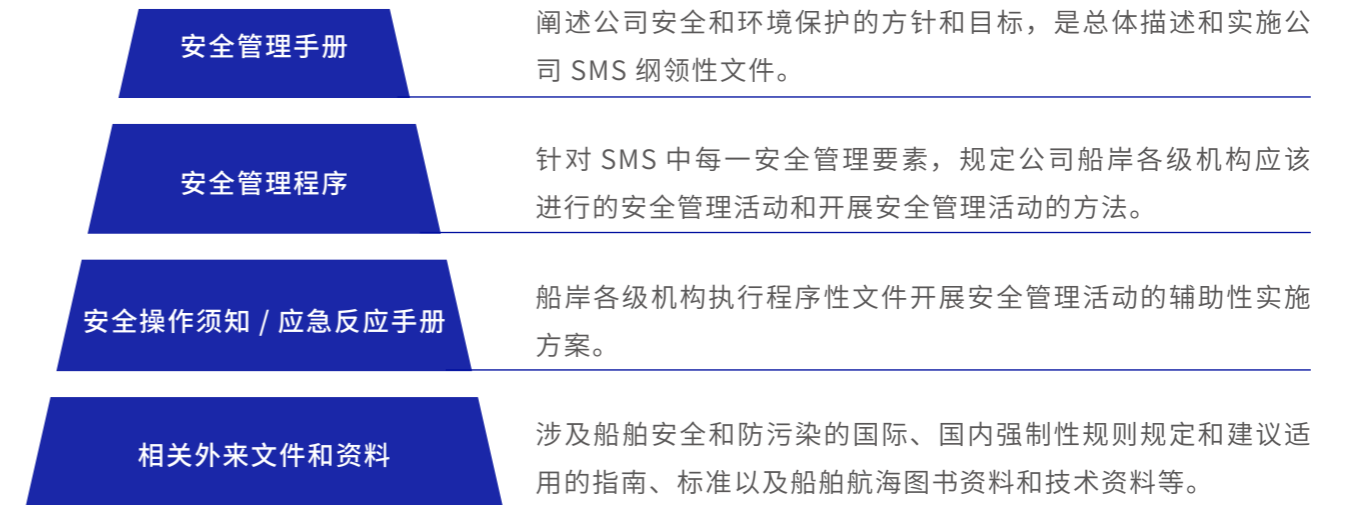 安全管理手册
阐述公司安全和环境保护的方针和目标，是总体描述和实施公
司 SMS 纲领性文件。
安全管理程序
针对 SMS 中每一安全管理要素，规定公司船岸各级机构应该
进行的安全管理活动和开展安全管理活动的方法。
安全操作须知 / 应急反应手册
船岸各级机构执行程序性文件开展安全管理活动的辅助性实施
方案。
相关外来文件和资料
涉及船舶安全和防污染的国际、国内强制性规则规定和建议适
用的指南、标准以及船舶航海图书资料和技术资料等。